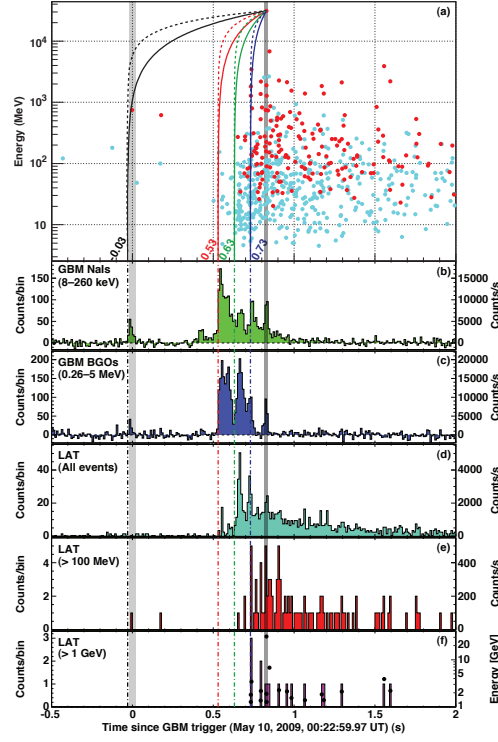 (a)
Energy (MeV)
10⁴
10³
10²
10
-0.03
0.53
0.63
0.73
GBM NaIs
(8–260 keV)
(b)
Counts/bin
150
100
50
0
15000
10000
5000
0
Counts/s
GBM BGOs
(0.26–5 MeV)
(c)
Counts/bin
200
150
100
50
0
20000
15000
10000
5000
0
Counts/s
LAT
(All events)
(d)
Counts/bin
40
20
0
4000
2000
0
Counts/s
LAT
(> 100 MeV)
(e)
Counts/bin
4
2
0
400
200
0
Counts/s
LAT
(> 1 GeV)
(f)
Counts/bin
3
2
1
0
20
10
5
2
1
Energy [GeV]
-0.5 0 0.5 1 1.5 2
Time since GBM trigger (May 10, 2009, 00:22:59.97 UT) (s)